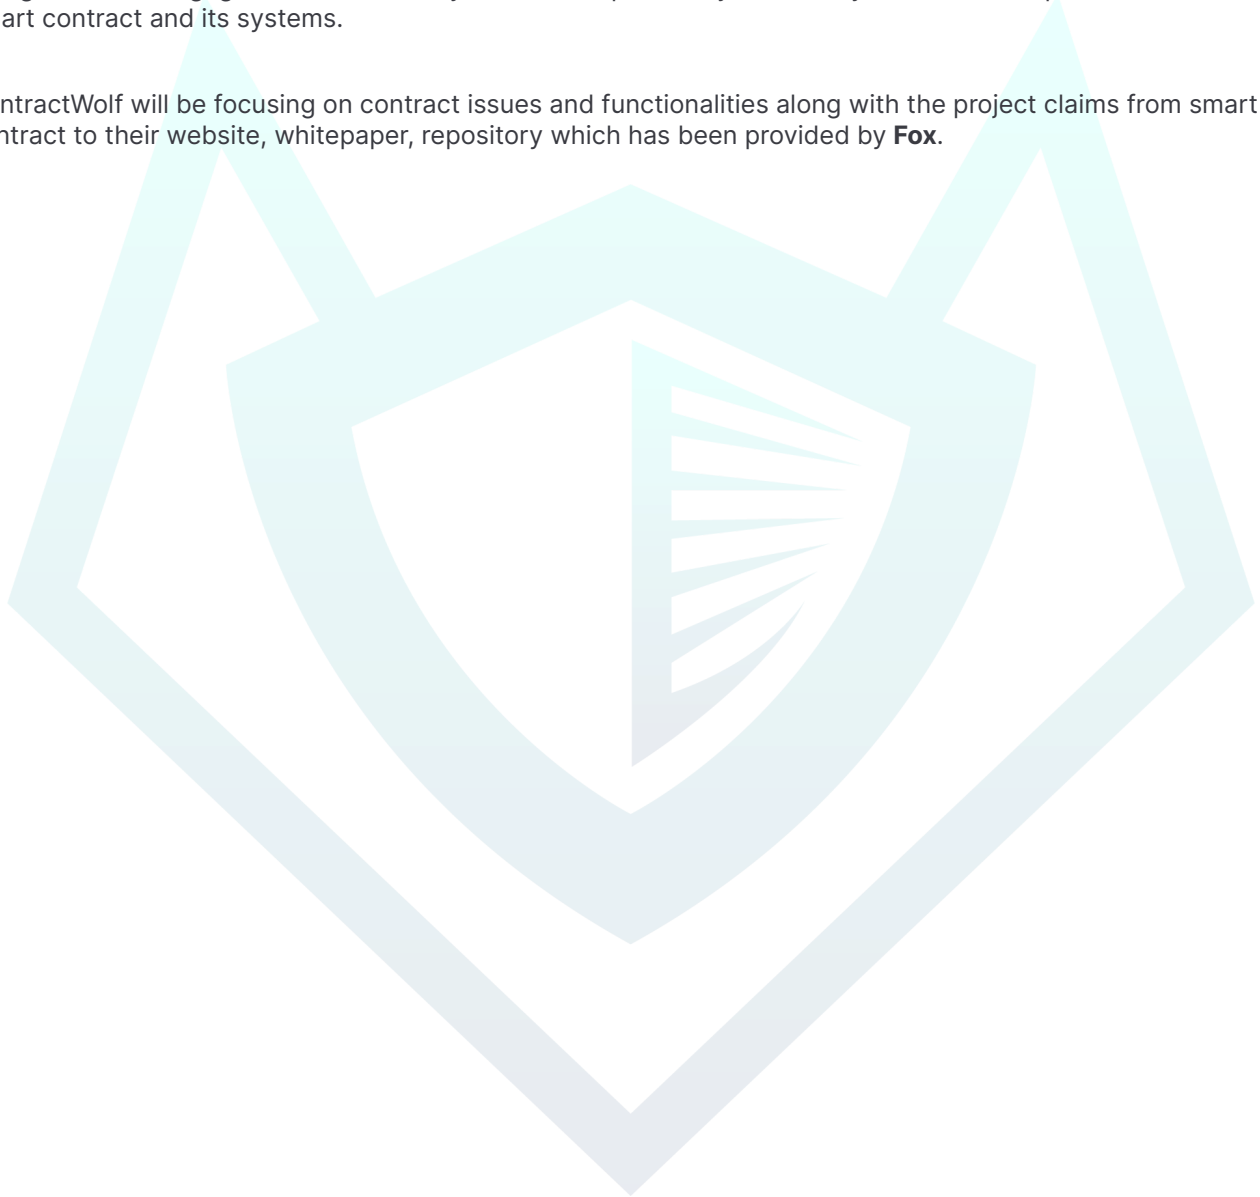 art contract and its systems.
ntractWolf will be focusing on contract issues and functionalities along with the project claims from smart
ntract to their website, whitepaper, repository which has been provided by Fox.